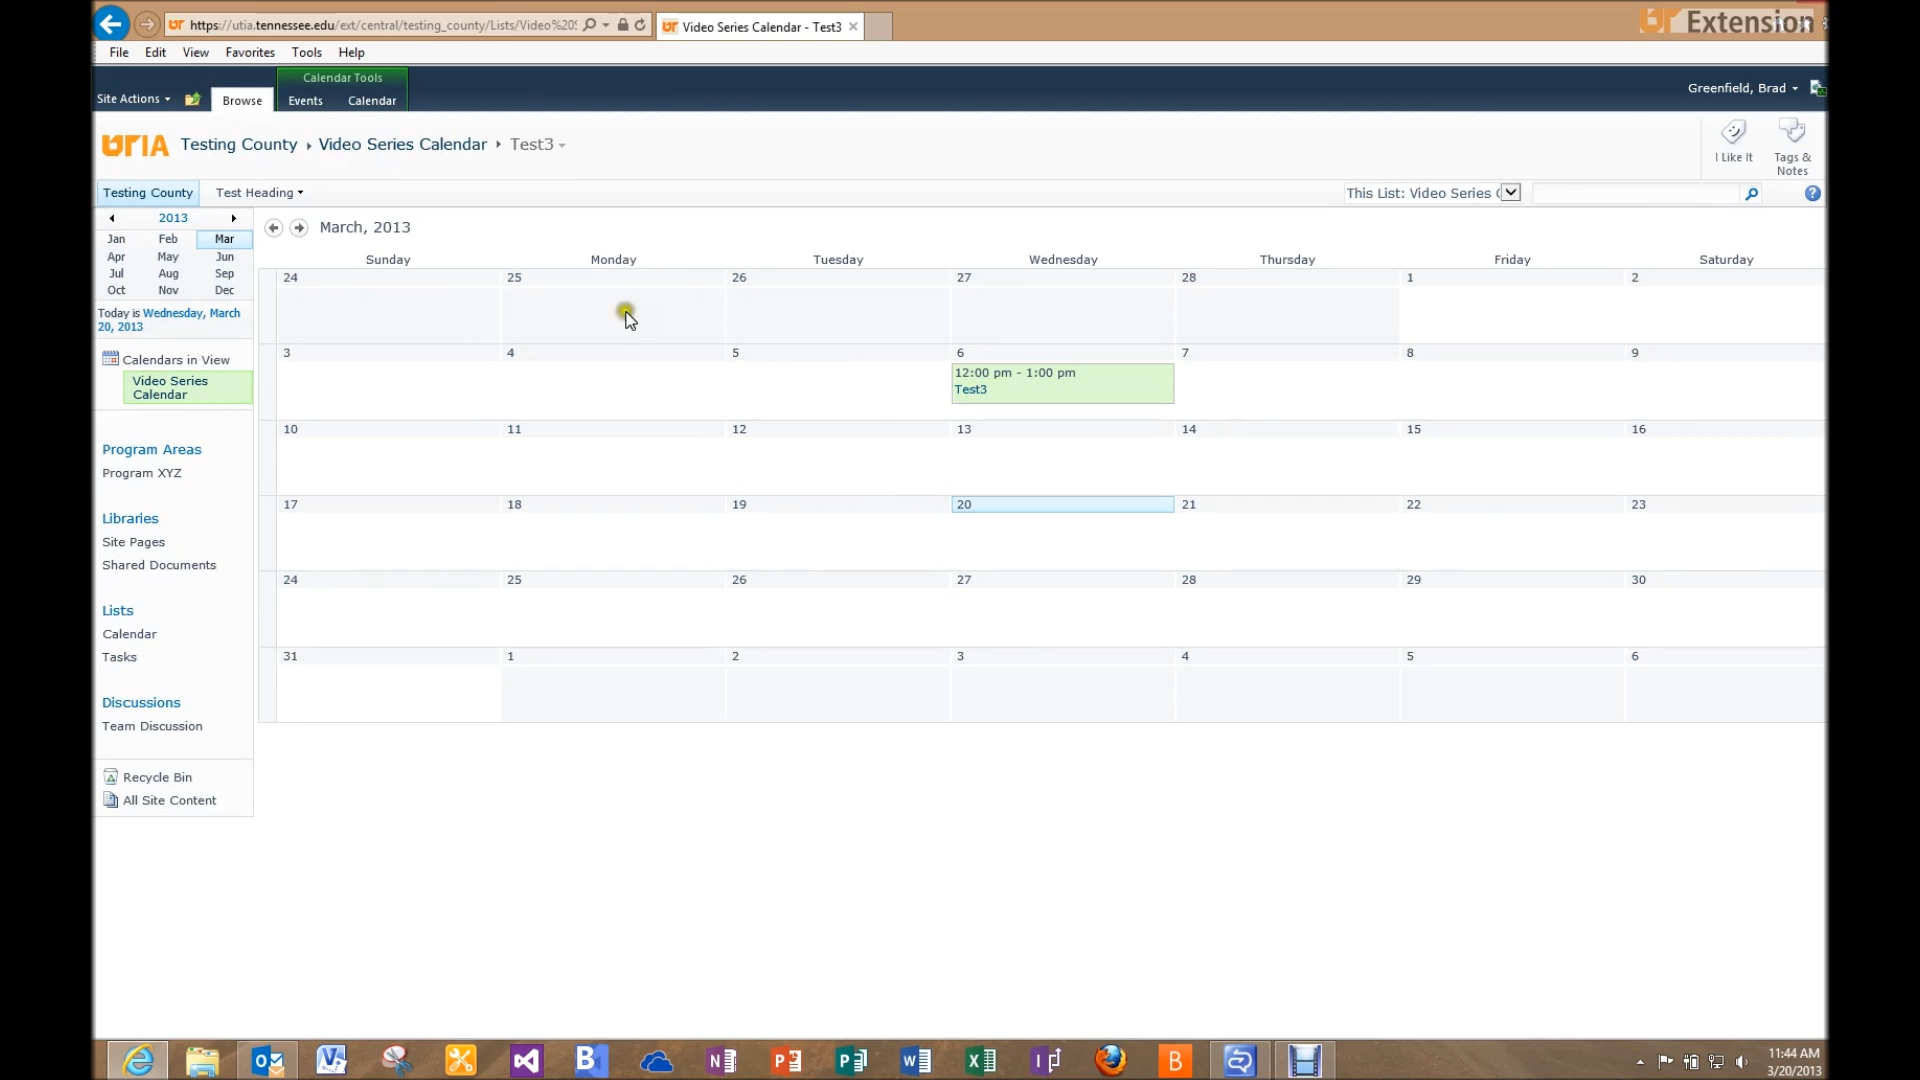 https://utia.tennessee.edu/ext/central/testing_county/Lists/Video%20S
Video Series Calendar - Test3
UT Extension
File Edit View Favorites Tools Help
Calendar Tools
Site Actions Browse Events Calendar
Greenfield, Brad
UTIA Testing County Video Series Calendar Test3
I Like It
Tags &
Notes
Testing County Test Heading
This List: Video Series C
2013
Jan Feb Mar
Apr May Jun
Jul Aug Sep
Oct Nov Dec
Today is Wednesday, March
20, 2013
Calendars in View
Video Series
Calendar
Program Areas
Program XYZ
Libraries
Site Pages
Shared Documents
Lists
Calendar
Tasks
Discussions
Team Discussion
Recycle Bin
All Site Content
March, 2013
Sunday Monday Tuesday Wednesday Thursday Friday Saturday
24 25 26 27 28 1 2
3 4 5 6 7 8 9
12:00 pm - 1:00 pm
Test3
10 11 12 13 14 15 16
17 18 19 20 21 22 23
24 25 26 27 28 29 30
31 1 2 3 4 5 6
11:44 AM
3/20/2013